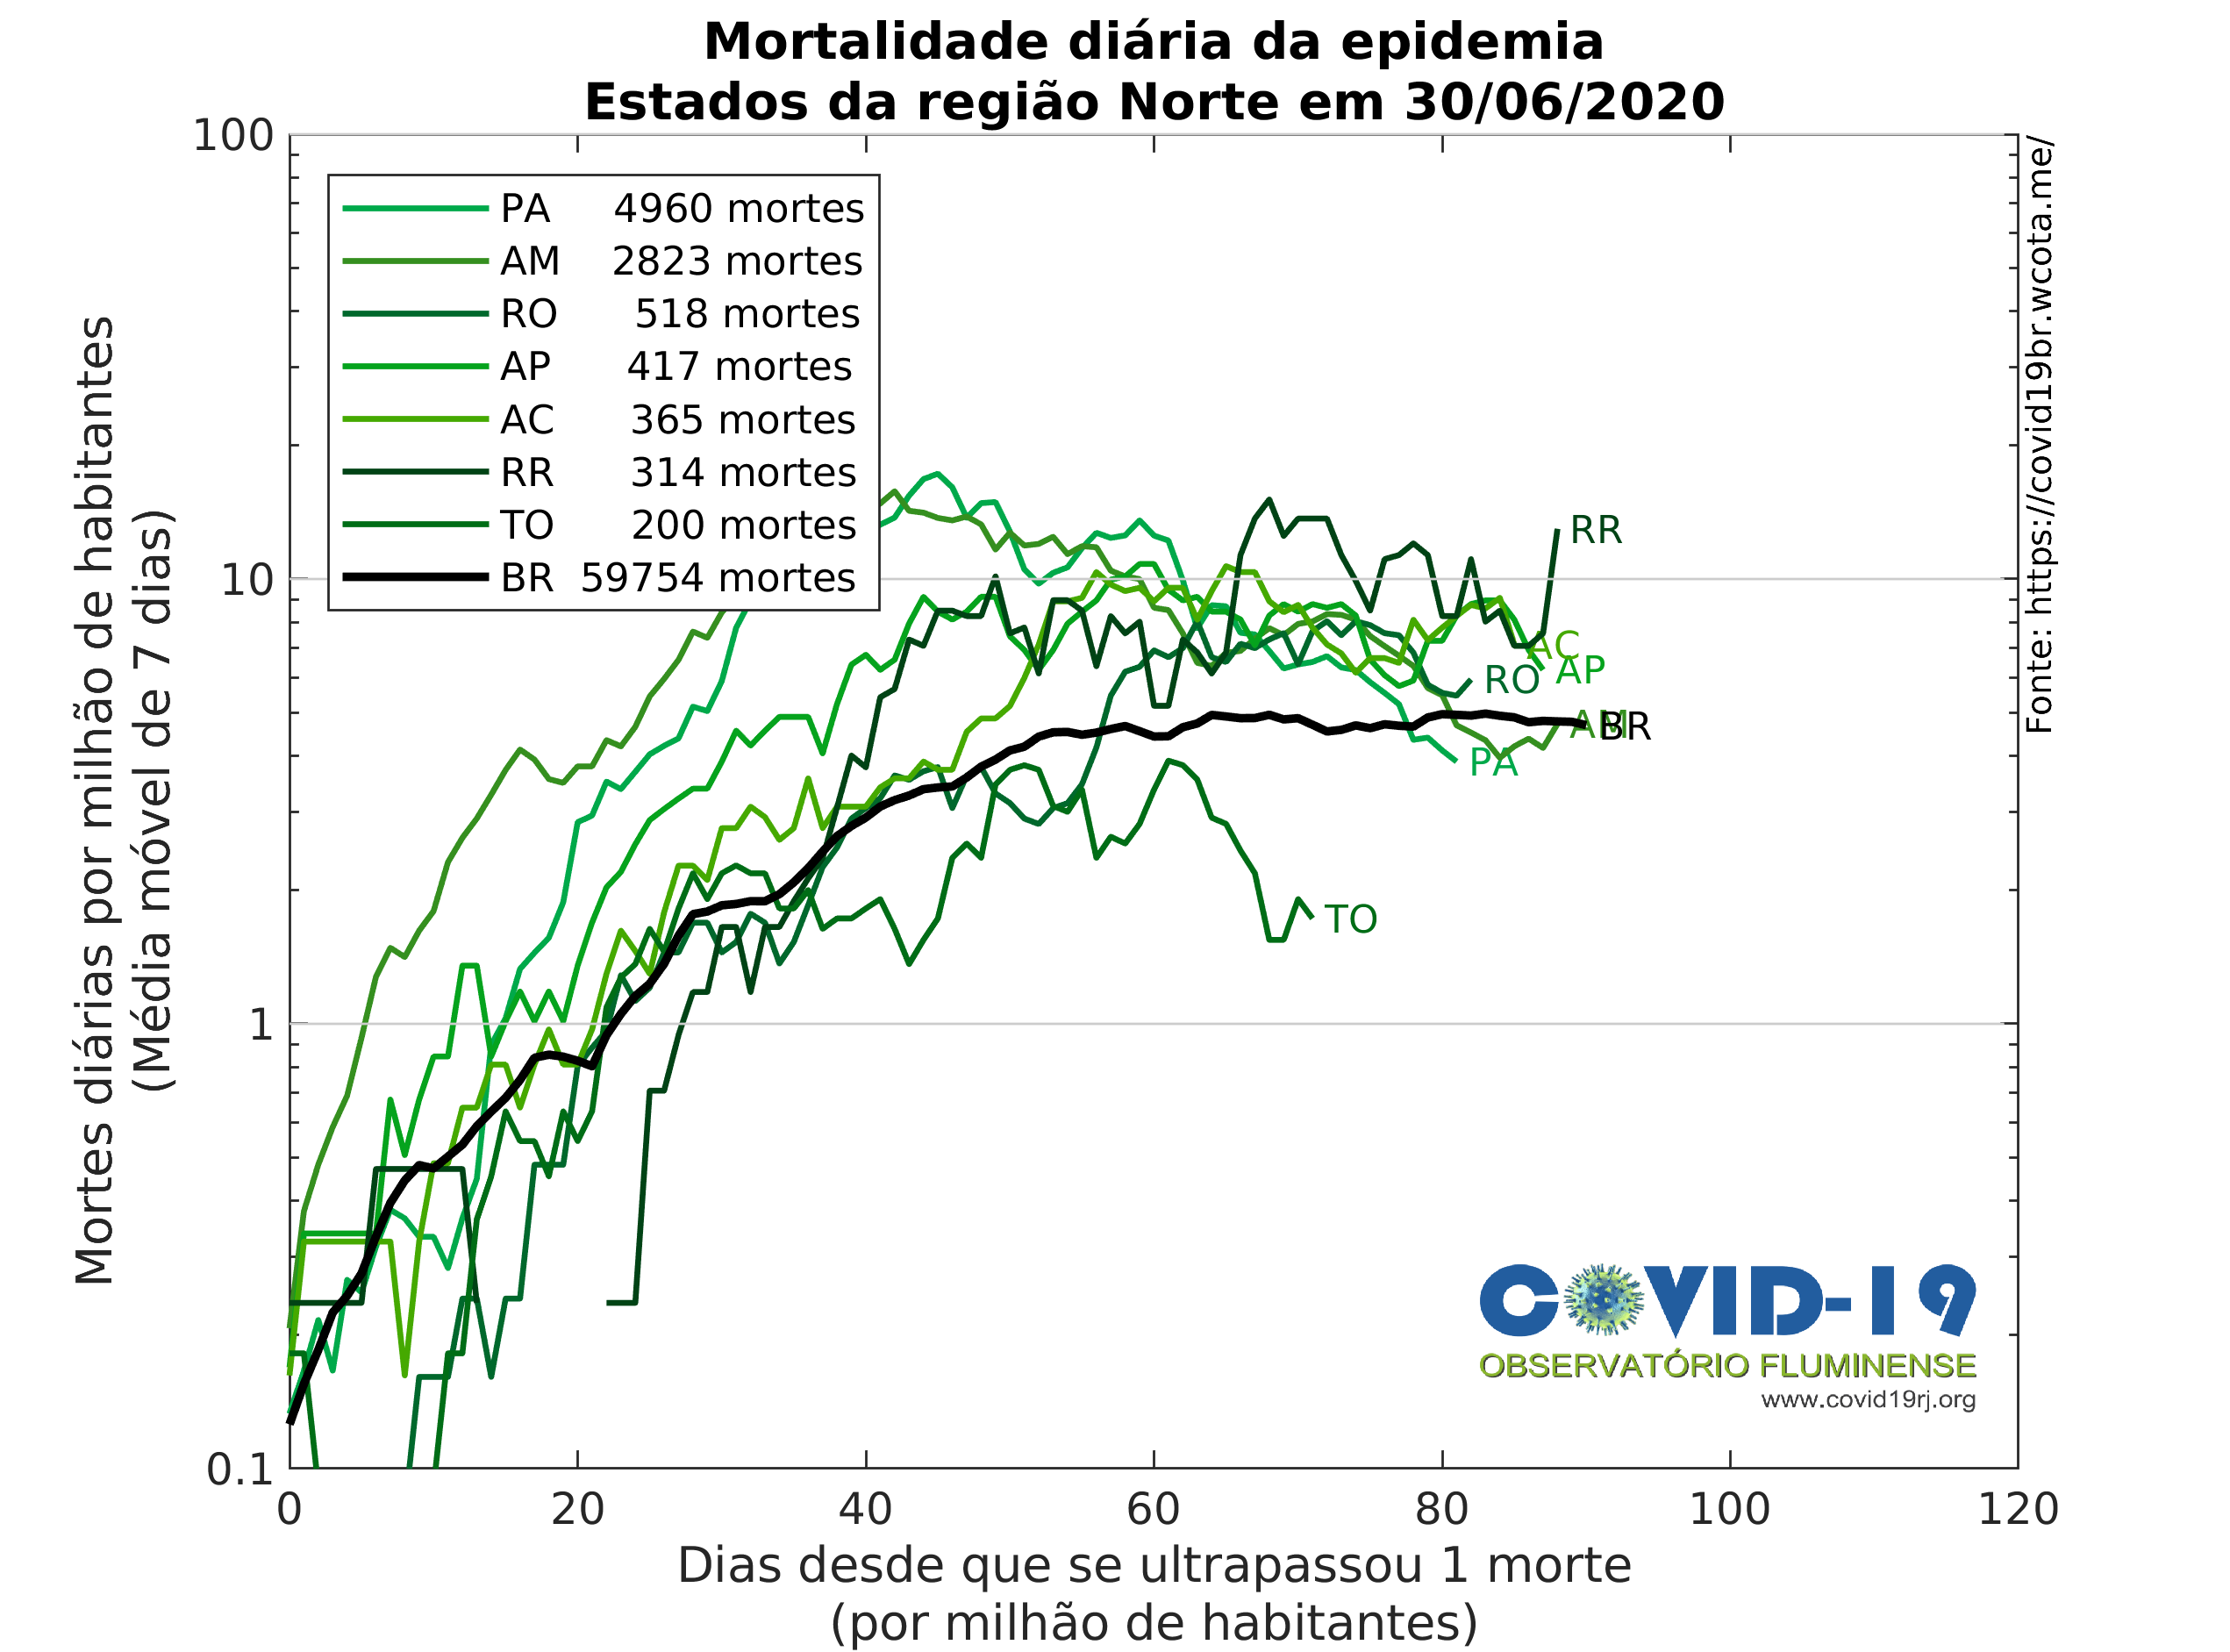 Mortalidade diária da epidemia
Estados da região Norte em 30/06/2020
Mortes diárias por milhão de habitantes
(Média móvel de 7 dias)
100
10
1
0.1
PA 4960 mortes
AM 2823 mortes
RO 518 mortes
AP 417 mortes
AC 365 mortes
RR 314 mortes
TO 200 mortes
BR 59754 mortes
RR
AC
AP
RO
AM
BR
PA
TO
Fonte: https://covid19br.wcota.me/
COVID-19
OBSERVATÓRIO FLUMINENSE
www.covid19rj.org
0 20 40 60 80 100 120
Dias desde que se ultrapassou 1 morte
(por milhão de habitantes)